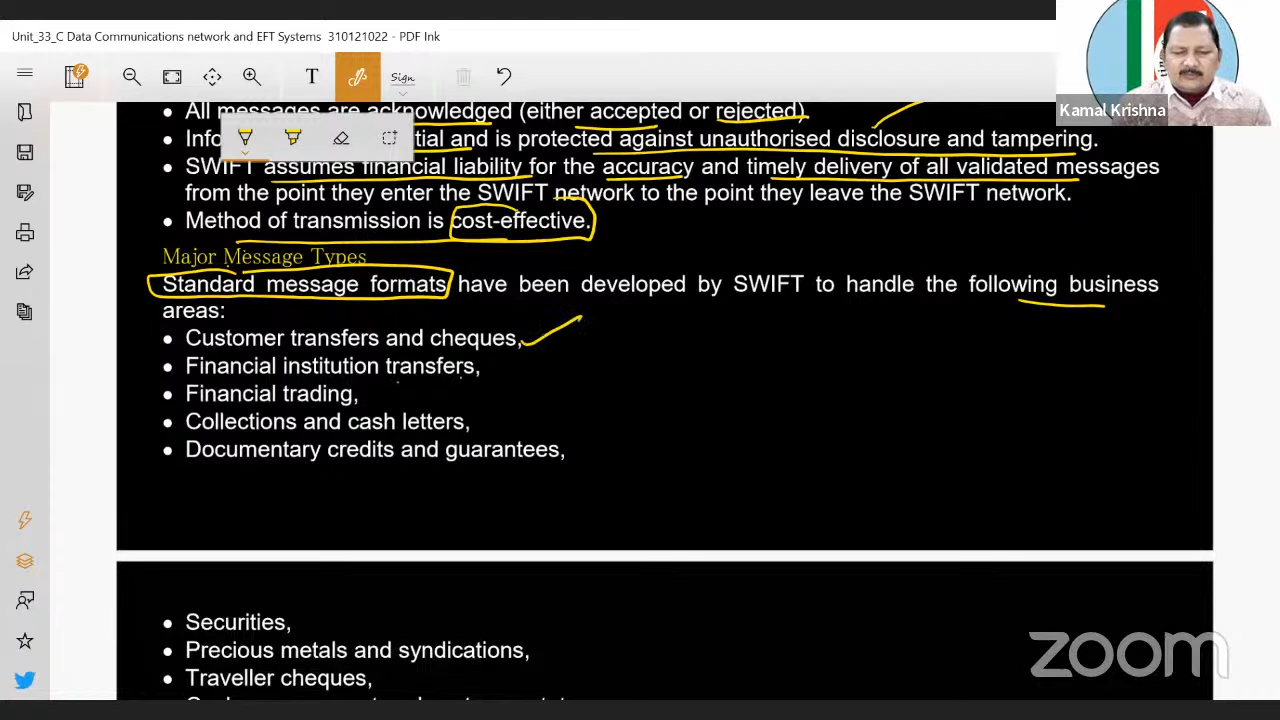 Unit_33_C Data Communications network and EFT Systems 310121022 - PDF Ink
Kamal Krishna
T
Sign
All messages are acknowledged (either accepted or rejected).
and is protected against unauthorised disclosure and tampering.
SWIFT assumes financial liability for the accuracy and timely delivery of all validated messages
from the point they enter the SWIFT network to the point they leave the SWIFT network.
Method of transmission is cost-effective.
Major Message Types
Standard message formats have been developed by SWIFT to handle the following business
areas:
Customer transfers and cheques,
Financial institution transfers,
Financial trading,
Collections and cash letters,
Documentary credits and guarantees,
Securities,
Precious metals and syndications,
Traveller cheques,
zoom